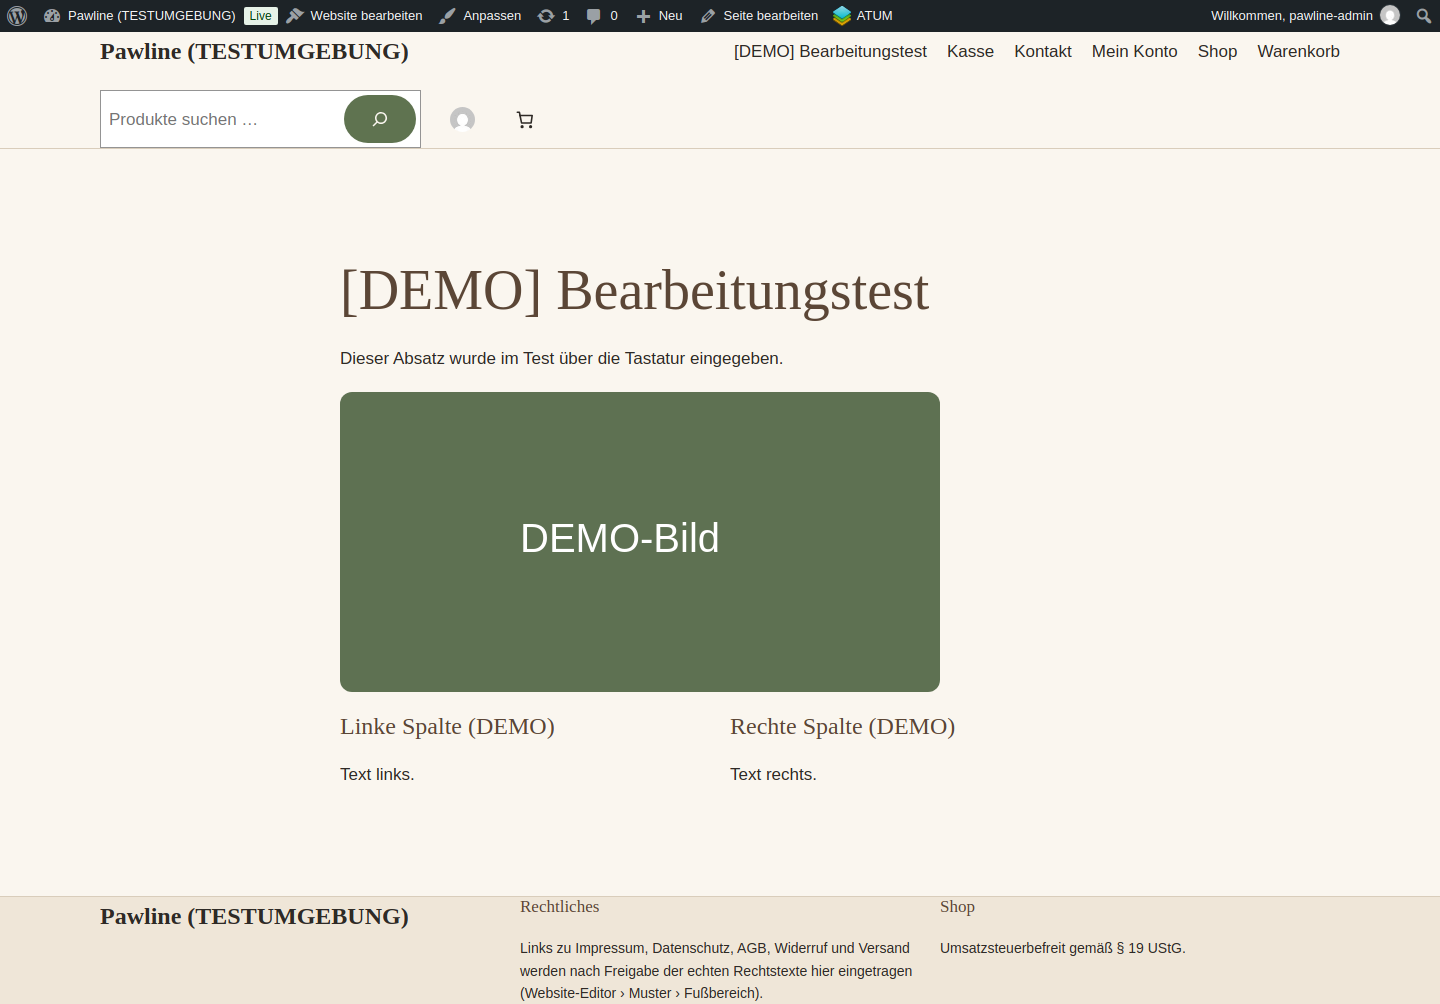 Pawline (TESTUMGEBUNG) Live Website bearbeiten Anpassen 1 0 Neu Seite bearbeiten ATUM Willkommen, pawline-admin
Pawline (TESTUMGEBUNG)
[DEMO] Bearbeitungstest Kasse Kontakt Mein Konto Shop Warenkorb
Produkte suchen …
[DEMO] Bearbeitungstest
Dieser Absatz wurde im Test über die Tastatur eingegeben.
DEMO-Bild
Linke Spalte (DEMO)
Text links.
Rechte Spalte (DEMO)
Text rechts.
Pawline (TESTUMGEBUNG)
Rechtliches
Links zu Impressum, Datenschutz, AGB, Widerruf und Versand
werden nach Freigabe der echten Rechtstexte hier eingetragen
(Website-Editor › Muster › Fußbereich).
Shop
Umsatzsteuerbefreit gemäß § 19 UStG.